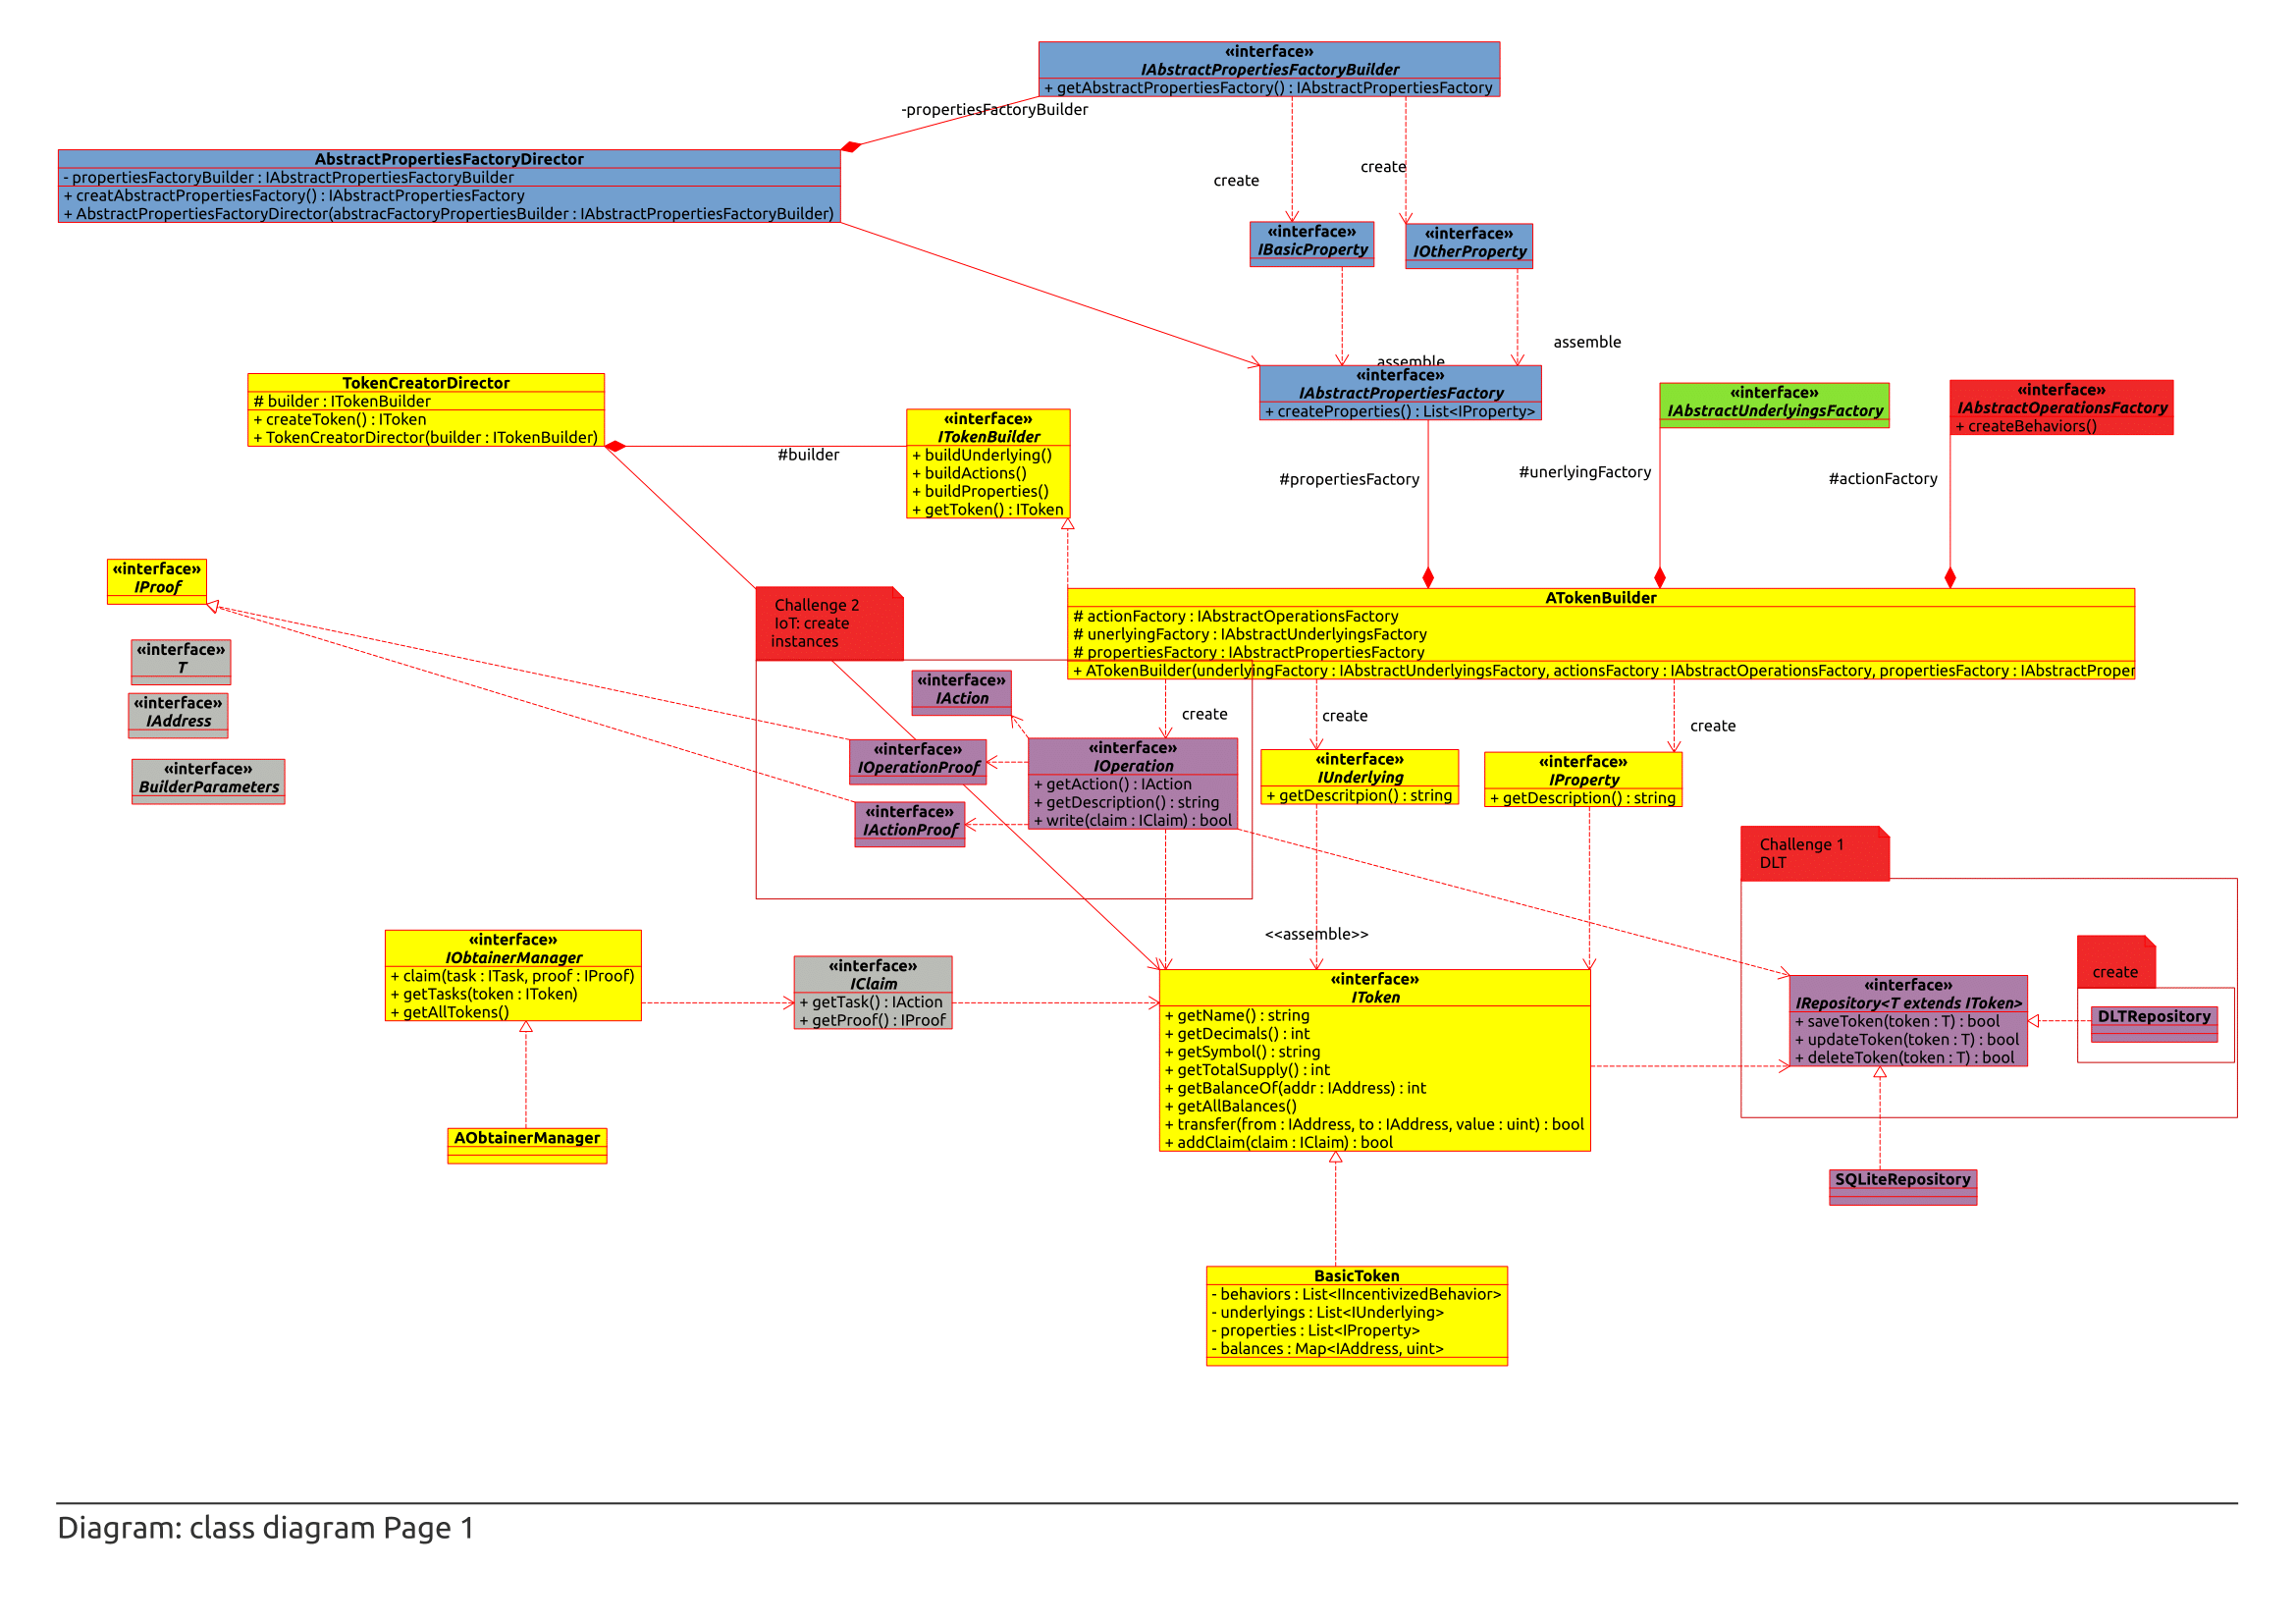 «interface»
IAbstractPropertiesFactoryBuilder
+ getAbstractPropertiesFactory() : IAbstractPropertiesFactory
-propertiesFactoryBuilder
AbstractPropertiesFactoryDirector
- propertiesFactoryBuilder : IAbstractPropertiesFactoryBuilder
+ creatAbstractPropertiesFactory() : IAbstractPropertiesFactory
+ AbstractPropertiesFactoryDirector(abstracFactoryPropertiesBuilder : IAbstractPropertiesFactoryBuilder)
create
create
«interface»
IBasicProperty
«interface»
IOtherProperty
assemble
assemble
«interface»
IAbstractPropertiesFactory
+ createProperties() : List<IProperty>
TokenCreatorDirector
# builder : ITokenBuilder
+ createToken() : IToken
+ TokenCreatorDirector(builder : ITokenBuilder)
#builder
«interface»
ITokenBuilder
+ buildUnderlying()
+ buildActions()
+ buildProperties()
+ getToken() : IToken
«interface»
IAbstractUnderlyingsFactory
«interface»
IAbstractOperationsFactory
+ createBehaviors()
#propertiesFactory
#unerlyingFactory
#actionFactory
«interface»
IProof
«interface»
T
«interface»
IAddress
«interface»
BuilderParameters
Challenge 2
IoT: create
instances
ATokenBuilder
# actionFactory : IAbstractOperationsFactory
# unerlyingFactory : IAbstractUnderlyingsFactory
# propertiesFactory : IAbstractPropertiesFactory
+ ATokenBuilder(underlyingFactory : IAbstractUnderlyingsFactory, actionsFactory : IAbstractOperationsFactory, propertiesFactory : IAbstractProper
«interface»
IAction
create
create
create
«interface»
IOperationProof
«interface»
IActionProof
«interface»
IOperation
+ getAction() : IAction
+ getDescription() : string
+ write(claim : IClaim) : bool
«interface»
IUnderlying
+ getDescritpion() : string
«interface»
IProperty
+ getDescription() : string
Challenge 1
DLT
<<assemble>>
«interface»
IObtainerManager
+ claim(task : ITask, proof : IProof)
+ getTasks(token : IToken)
+ getAllTokens()
«interface»
IClaim
+ getTask() : IAction
+ getProof() : IProof
«interface»
IToken
+ getName() : string
+ getDecimals() : int
+ getSymbol() : string
+ getTotalSupply() : int
+ getBalanceOf(addr : IAddress) : int
+ getAllBalances()
+ transfer(from : IAddress, to : IAddress, value : uint) : bool
+ addClaim(claim : IClaim) : bool
«interface»
IRepository<T extends IToken>
+ saveToken(token : T) : bool
+ updateToken(token : T) : bool
+ deleteToken(token : T) : bool
create
DLTRepository
AObtainerManager
SQLiteRepository
BasicToken
- behaviors : List<IIncentivizedBehavior>
- underlyings : List<IUnderlying>
- properties : List<IProperty>
- balances : Map<IAddress, uint>
Diagram: class diagram Page 1